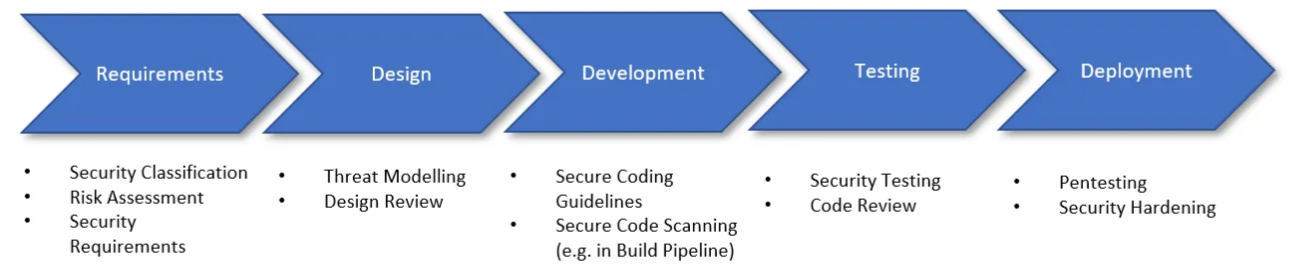 Requirements
Design
Development
Testing
Deployment
• Security Classification
• Risk Assessment
• Security
Requirements
• Threat Modelling
• Design Review
• Secure Coding
Guidelines
• Secure Code Scanning
(e.g. in Build Pipeline)
• Security Testing
• Code Review
• Pentesting
• Security Hardening